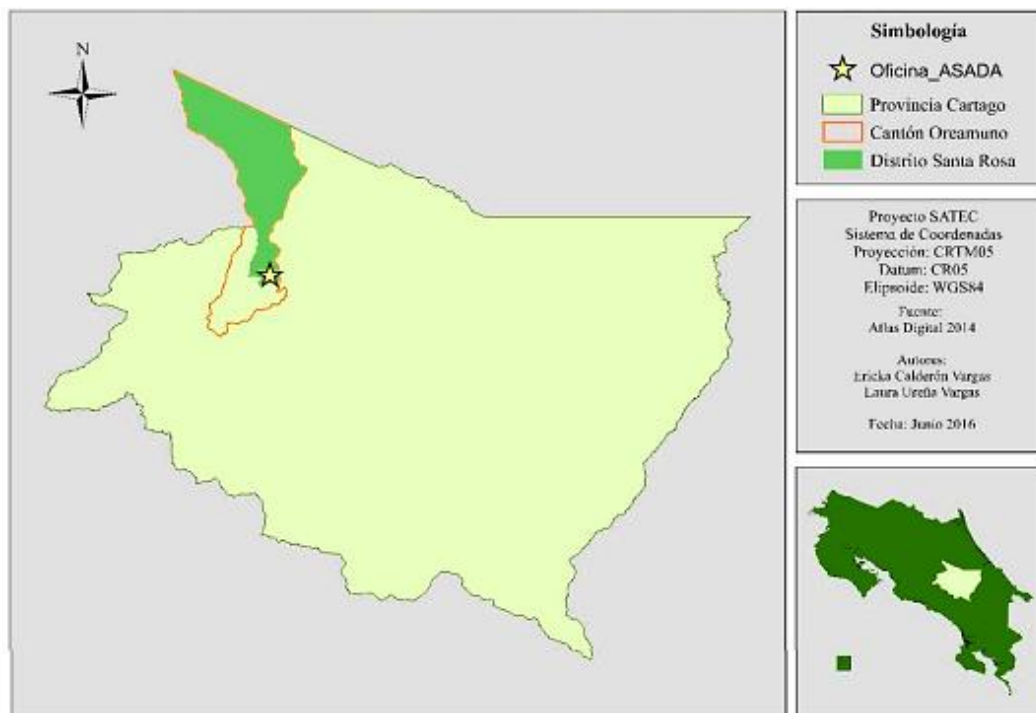 N
Simbología
Oficina_ASADA
Provincia Cartago
Cantón Oreamuno
Distrito Santa Rosa
Proyecto SATEC
Sistema de Coordenadas
Proyección: CRTM05
Datum: CR05
Elipsoide: WGS84
Fuente:
Atlas Digital 2014
Autores:
Ericka Calderón Vargas
Laura Ureña Vargas
Fecha: Junio 2016